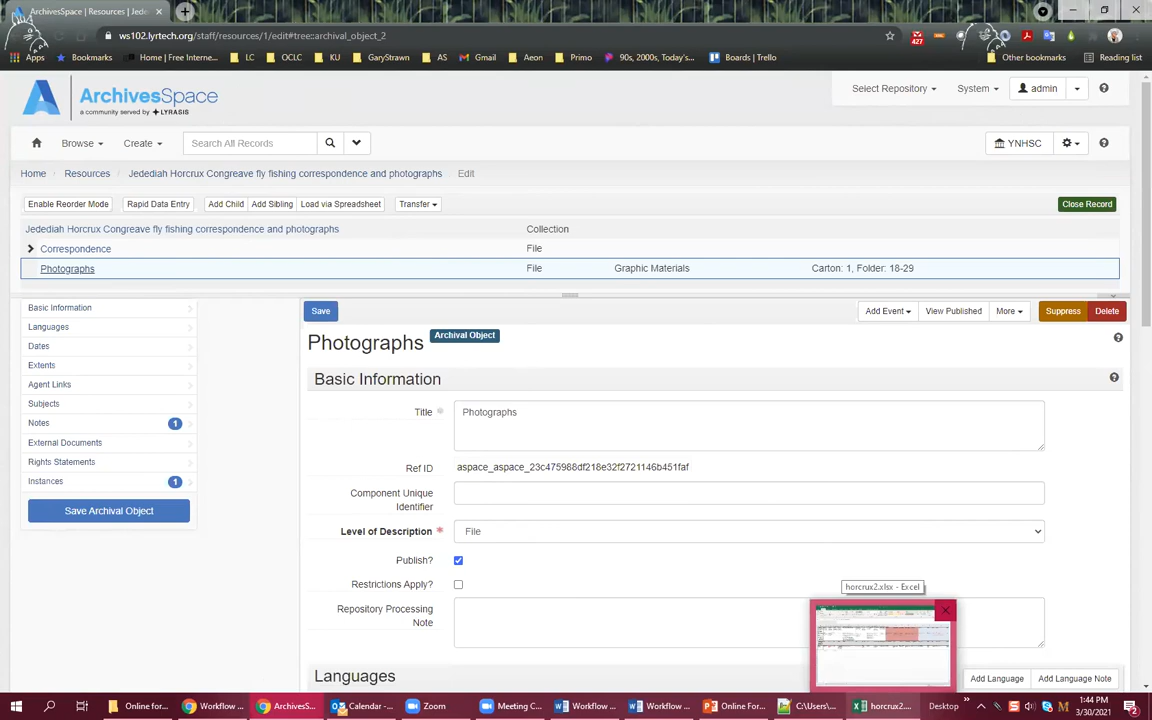 ArchivesSpace | Resources | Jede
ws102.lyrtech.org/staff/resources/1/edit#tree::archival_object_2
427
Apps Bookmarks Home | Free Interne... LC OCLC KU GaryStrawn AS Gmail Aeon Primo 90s, 2000s, Today's... Boards | Trello Other bookmarks Reading list
ArchivesSpace
a community served by LYRASIS
Select Repository System admin
Browse Create Search All Records YNHSC
Home Resources Jedediah Horcrux Congreave fly fishing correspondence and photographs Edit
Enable Reorder Mode Rapid Data Entry Add Child Add Sibling Load via Spreadsheet Transfer Close Record
Jedediah Horcrux Congreave fly fishing correspondence and photographs Collection
Correspondence File
Photographs File Graphic Materials Carton: 1, Folder: 18-29
Basic Information
Languages
Dates
Extents
Agent Links
Subjects
Notes 1
External Documents
Rights Statements
Instances 1
Save Archival Object
Save Add Event View Published More Suppress Delete
Photographs Archival Object
Basic Information
Title Photographs
Ref ID aspace_aspace_23c475988df218e32f2721146b451faf
Component Unique
Identifier
Level of Description * File
Publish?
Restrictions Apply?
Repository Processing
Note
horcrux2.xlsx - Excel
Languages Add Language Add Language Note
Online for... Workflow ... ArchivesS... Calendar -... Zoom Meeting C... Workflow ... Workflow ... Online For... C:\Users\... horcrux2.... Desktop 1:44 PM
3/30/2021
2